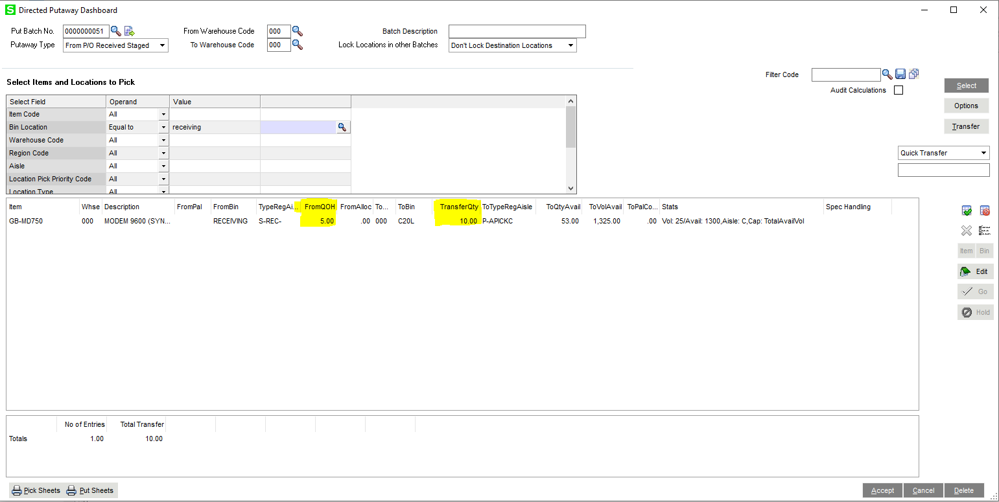 S Directed Putaway Dashboard
Put Batch No. 0000000051 From Warehouse Code 000 Batch Description
Putaway Type From P/O Received Staged To Warehouse Code 000 Lock Locations in other Batches Don't Lock Destination Locations
Filter Code
Select Items and Locations to Pick
Audit Calculations
Select
Options
Transfer
Quick Transfer
Select Field Operand Value
Item Code All
Bin Location Equal to receiving
Warehouse Code All
Region Code All
Aisle All
Location Pick Priority Code All
Location Type All
Item Whse Description FromPal FromBin TypeRegAi... FromQOH FromAlloc To... ToBin TransferQty ToTypeRegAisle ToQtyAvail ToVolAvail ToPalCo... Stats Spec Handling
GB-MD750 000 MODEM 9600 (SYN... RECEIVING S-REC- 5.00 .00 000 C20L 10.00 P-APICKC 53.00 1,325.00 .00 Vol: 25/Avail: 1300,Aisle: C,Cap: TotalAvailVol
Item Bin
Edit
Go
Hold
No of Entries Total Transfer
Totals 1.00 10.00
Pick Sheets Put Sheets Accept Cancel Delete